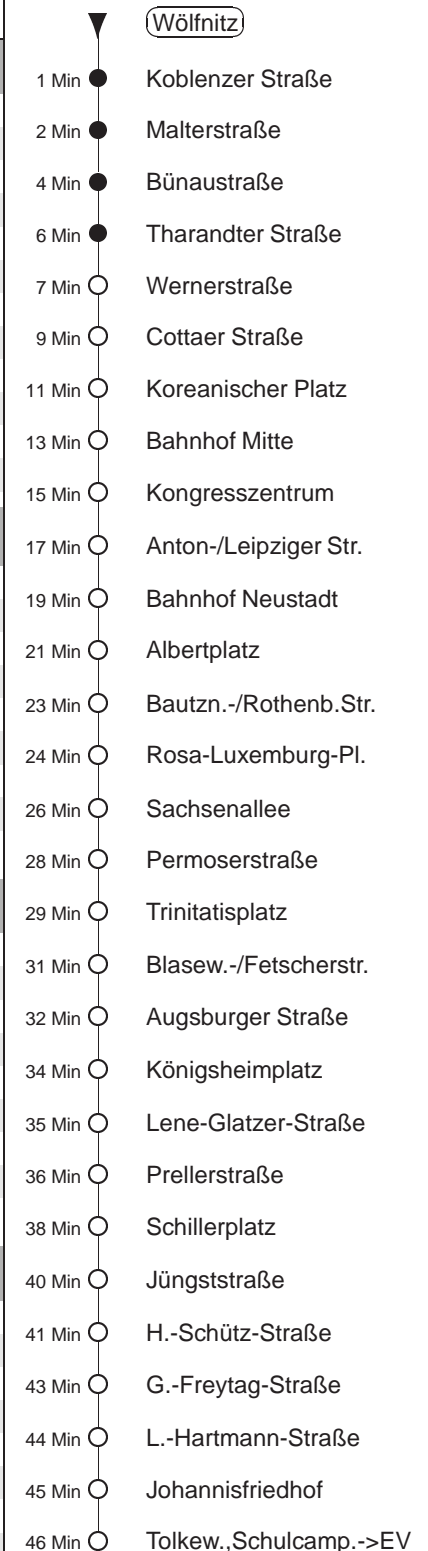 Wölfnitz
1 Min Koblenzer Straße
2 Min Malterstraße
4 Min Bünaustraße
6 Min Tharandter Straße
7 Min Wernerstraße
9 Min Cottaer Straße
11 Min Koreanischer Platz
13 Min Bahnhof Mitte
15 Min Kongresszentrum
17 Min Anton-/Leipziger Str.
19 Min Bahnhof Neustadt
21 Min Albertplatz
23 Min Bautzn.-/Rothenb.Str.
24 Min Rosa-Luxemburg-Pl.
26 Min Sachsenallee
28 Min Permoserstraße
29 Min Trinitatisplatz
31 Min Blasew.-/Fetscherstr.
32 Min Augsburger Straße
34 Min Königsheimplatz
35 Min Lene-Glatzer-Straße
36 Min Prellerstraße
38 Min Schillerplatz
40 Min Jüngststraße
41 Min H.-Schütz-Straße
43 Min G.-Freytag-Straße
44 Min L.-Hartmann-Straße
45 Min Johannisfriedhof
46 Min Tolkew.,Schulcamp.->EV